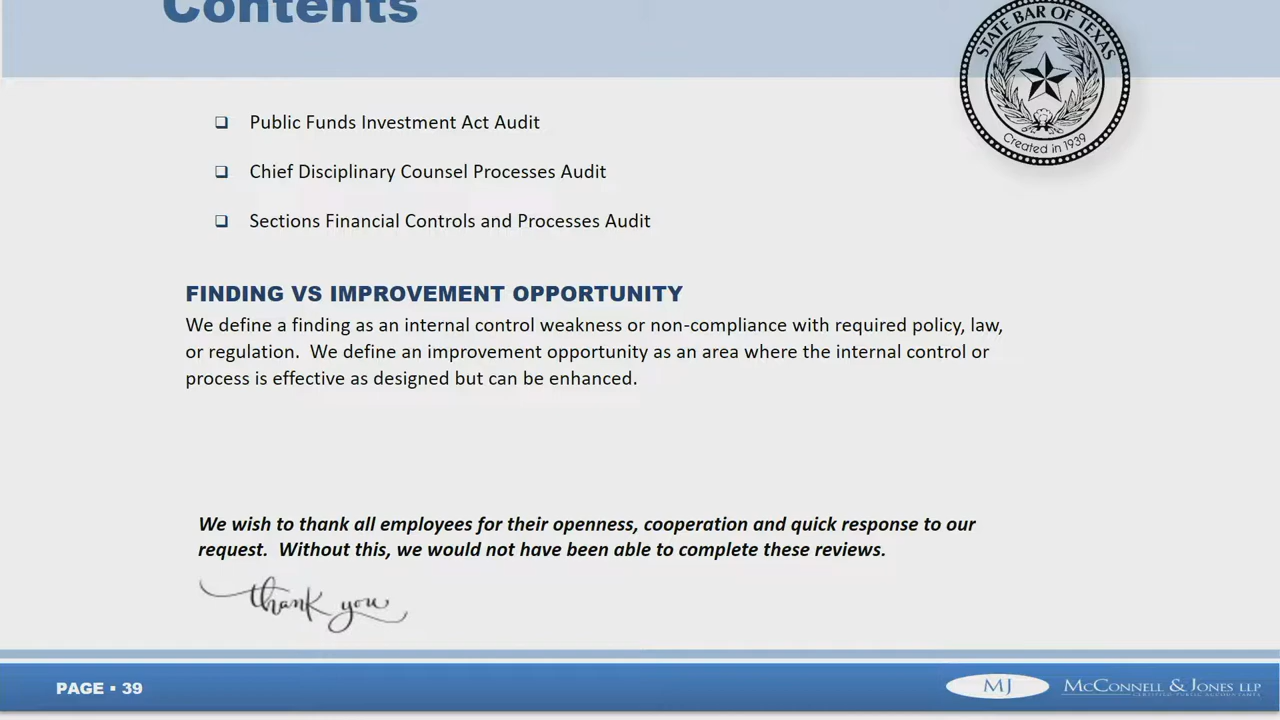 Contents
STATE BAR OF TEXAS
Created in 1939
❑ Public Funds Investment Act Audit
❑ Chief Disciplinary Counsel Processes Audit
❑ Sections Financial Controls and Processes Audit
FINDING VS IMPROVEMENT OPPORTUNITY
We define a finding as an internal control weakness or non-compliance with required policy, law,
or regulation.  We define an improvement opportunity as an area where the internal control or
process is effective as designed but can be enhanced.
We wish to thank all employees for their openness, cooperation and quick response to our
request.  Without this, we would not have been able to complete these reviews.
thank you
PAGE ▪ 39
MJ
MCCONNELL & JONES LLP
CERTIFIED PUBLIC ACCOUNTANTS